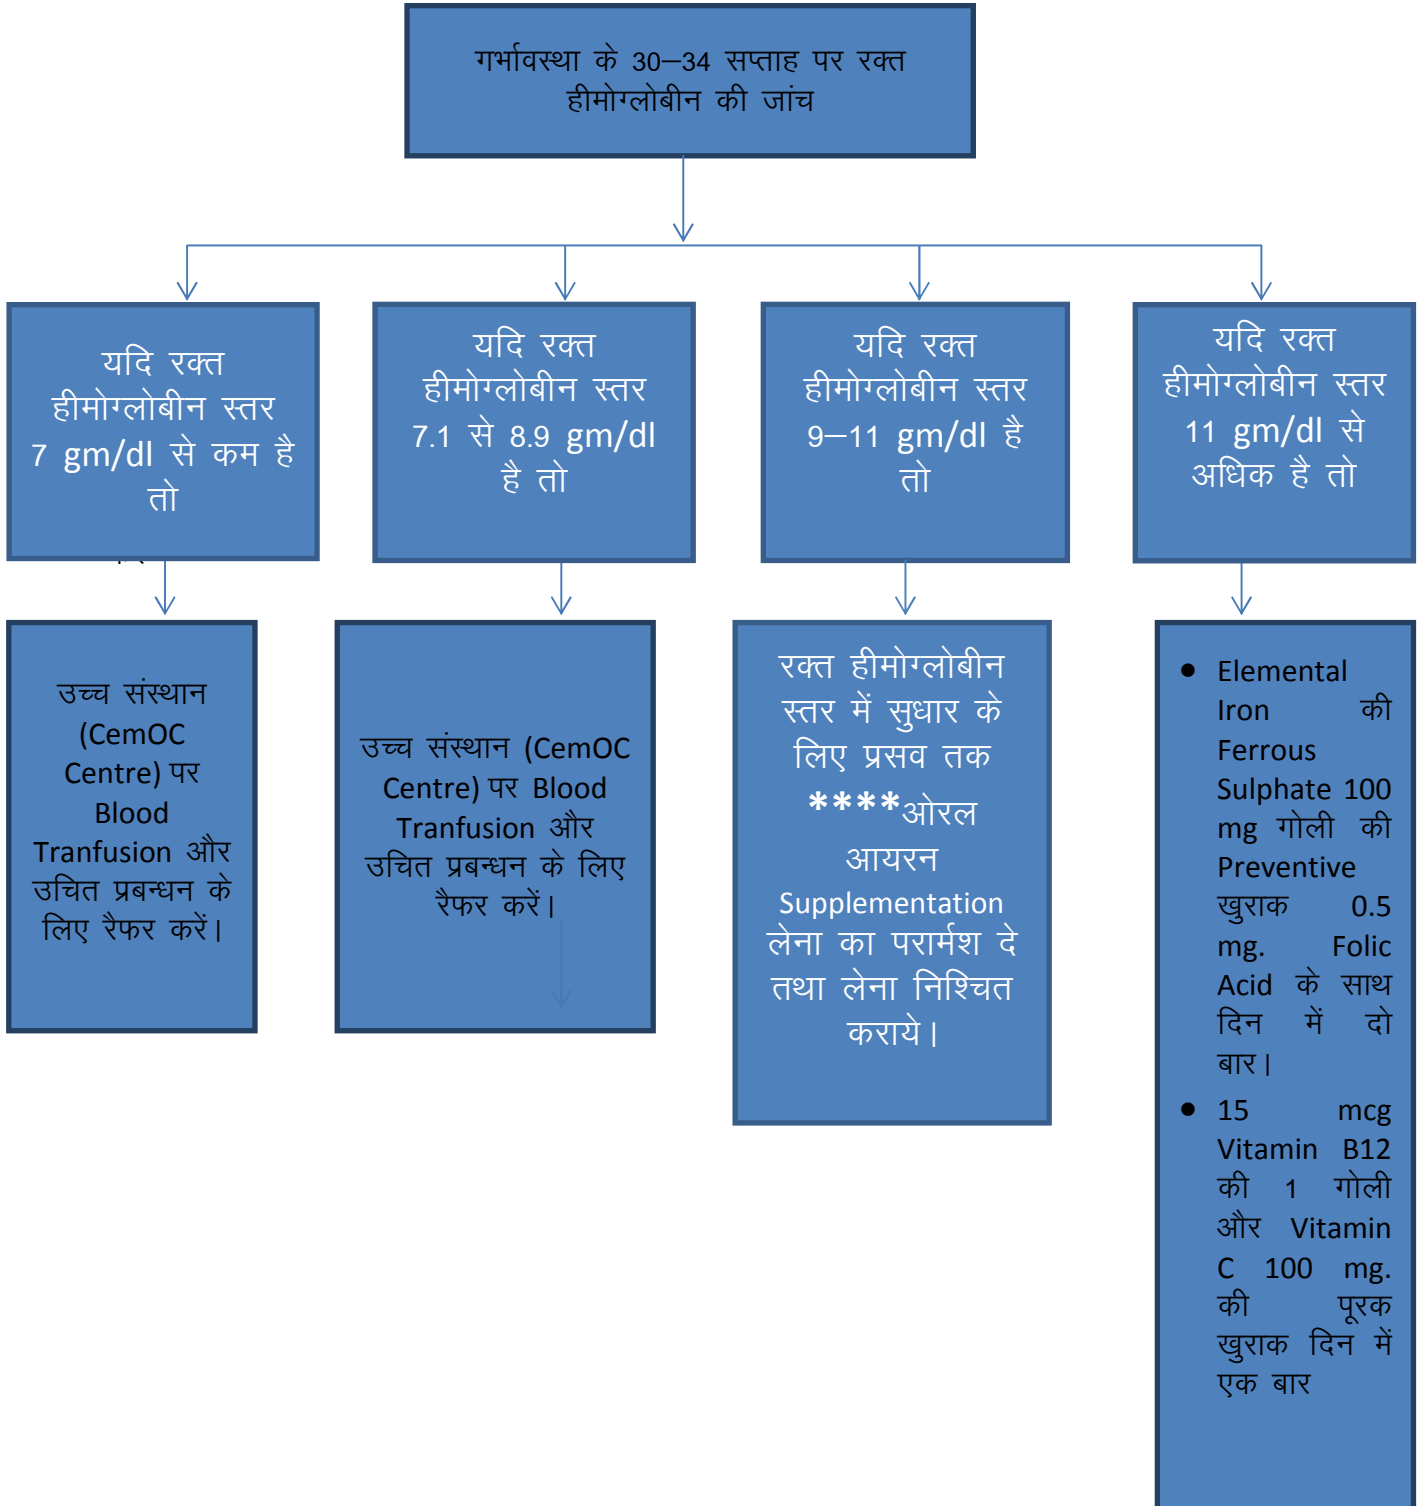 गर्भावस्था के 30–34 सप्ताह पर रक्त
हीमोग्लोबीन की जांच
यदि रक्त
हीमोग्लोबीन स्तर
7 gm/dl से कम है
तो
यदि रक्त
हीमोग्लोबीन स्तर
7.1 से 8.9 gm/dl
है तो
यदि रक्त
हीमोग्लोबीन स्तर
9–11 gm/dl है
तो
यदि रक्त
हीमोग्लोबीन स्तर
11 gm/dl से
अधिक है तो
उच्च संस्थान
(CemOC
Centre) पर
Blood
Tranfusion और
उचित प्रबन्धन के
लिए रैफर करें।
उच्च संस्थान (CemOC
Centre) पर Blood
Tranfusion और
उचित प्रबन्धन के लिए
रैफर करें।
रक्त हीमोग्लोबीन
स्तर में सुधार के
लिए प्रसव तक
****ओरल
आयरन
Supplementation
लेना का परार्मश दे
तथा लेना निश्चित
कराये।
• Elemental
Iron की
Ferrous
Sulphate 100
mg गोली की
Preventive
खुराक 0.5
mg. Folic
Acid के साथ
दिन में दो
बार।
• 15 mcg
Vitamin B12
की 1 गोली
और Vitamin
C 100 mg.
की पूरक
खुराक दिन में
एक बार